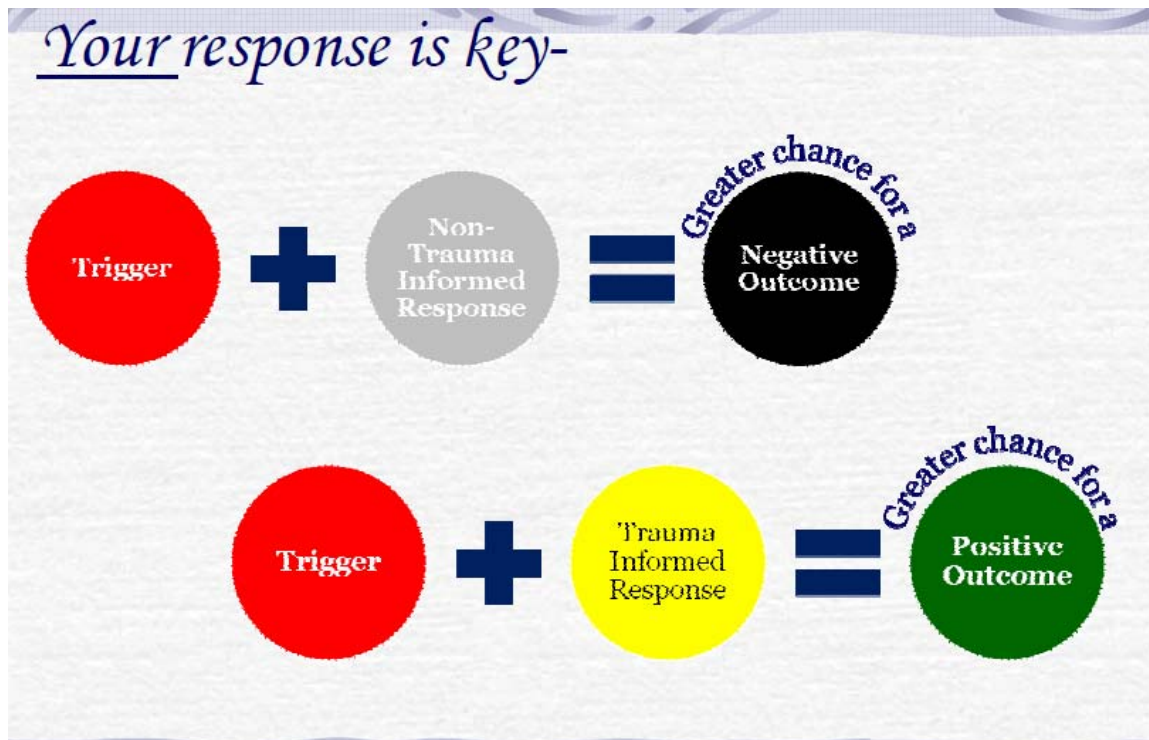 Your response is key-
Trigger
Non-
Trauma
Informed
Response
Greater chance for a
Negative
Outcome
Trigger
Trauma
Informed
Response
Greater chance for a
Positive
Outcome